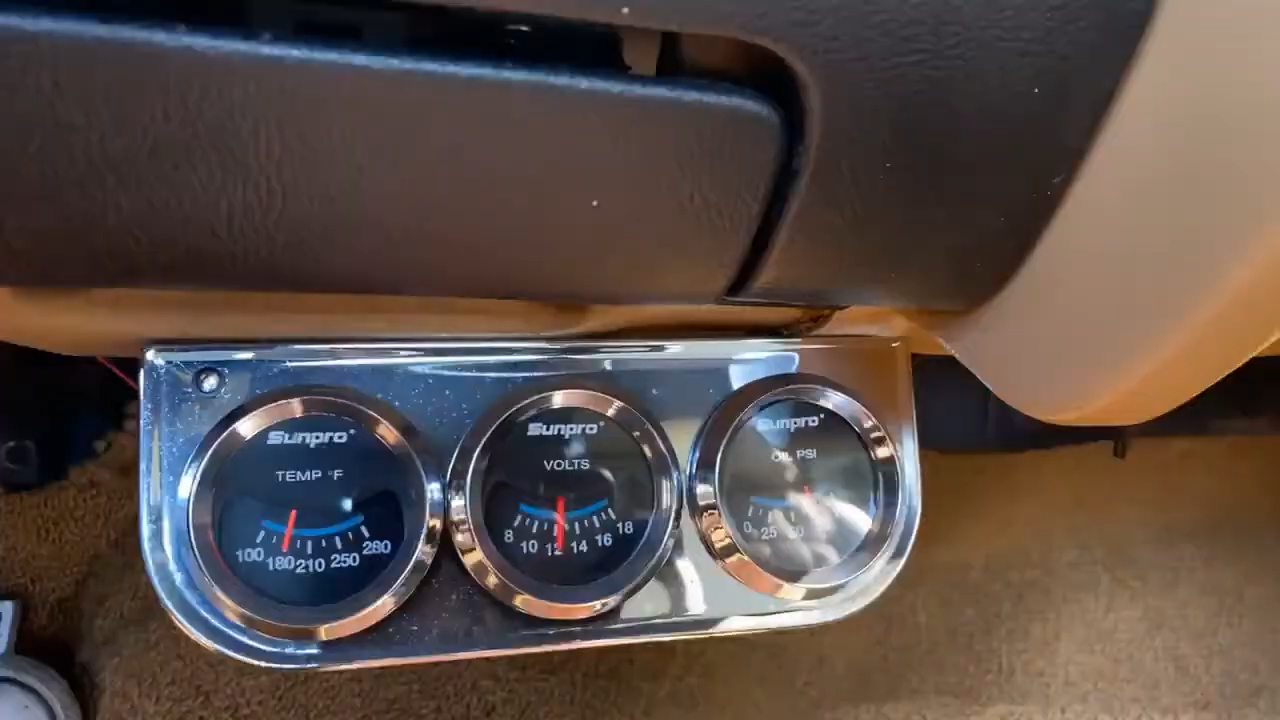 Sunpro®
TEMP °F
100 180 210 250 280
Sunpro®
VOLTS
8 10 12 14 16 18
Sunpro®
OIL PSI
0 25